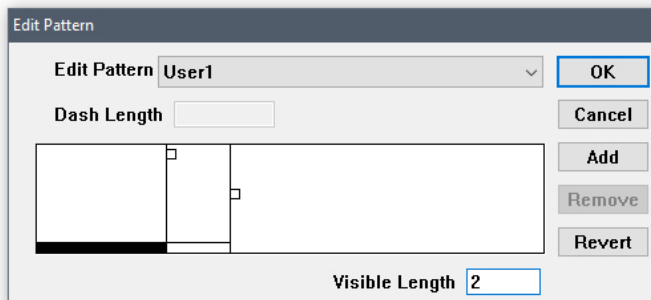 Edit Pattern
Edit Pattern User1
OK
Dash Length
Cancel
Add
Remove
Revert
Visible Length 2